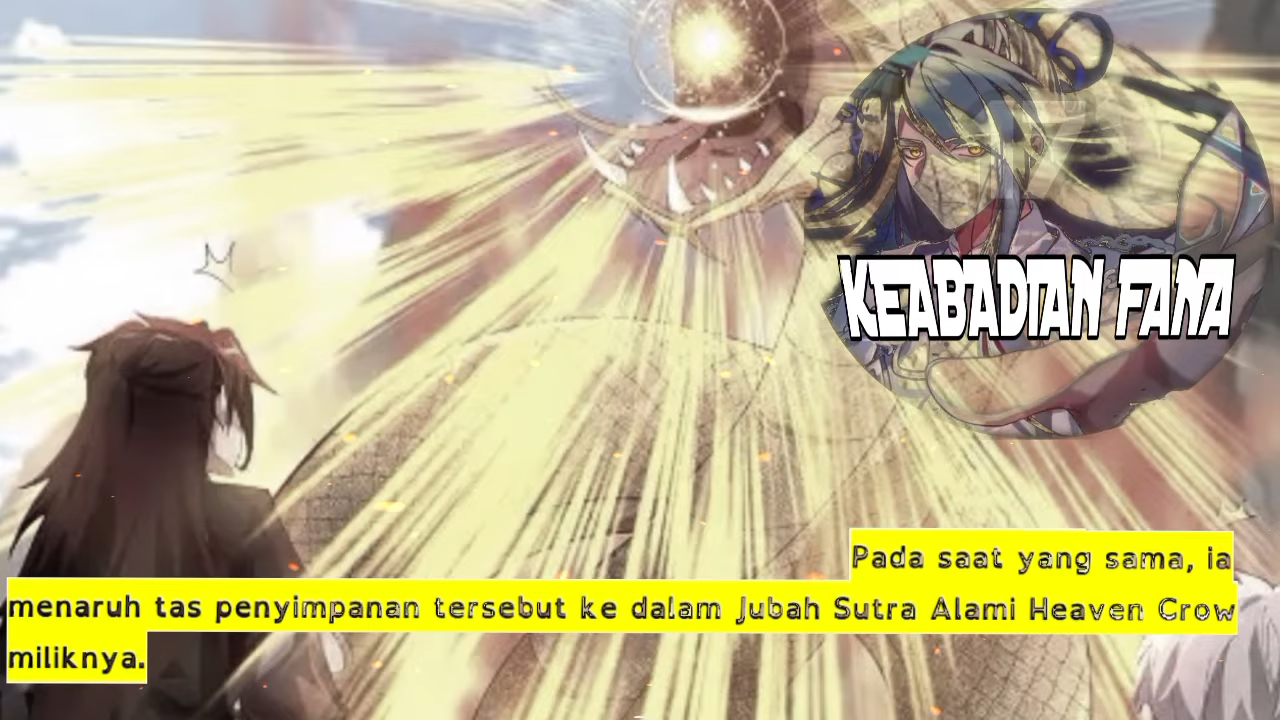 KEABADIAN FANA
Pada saat yang sama, ia
menaruh tas penyimpanan tersebut ke dalam Jubah Sutra Alami Heaven Crow
miliknya.